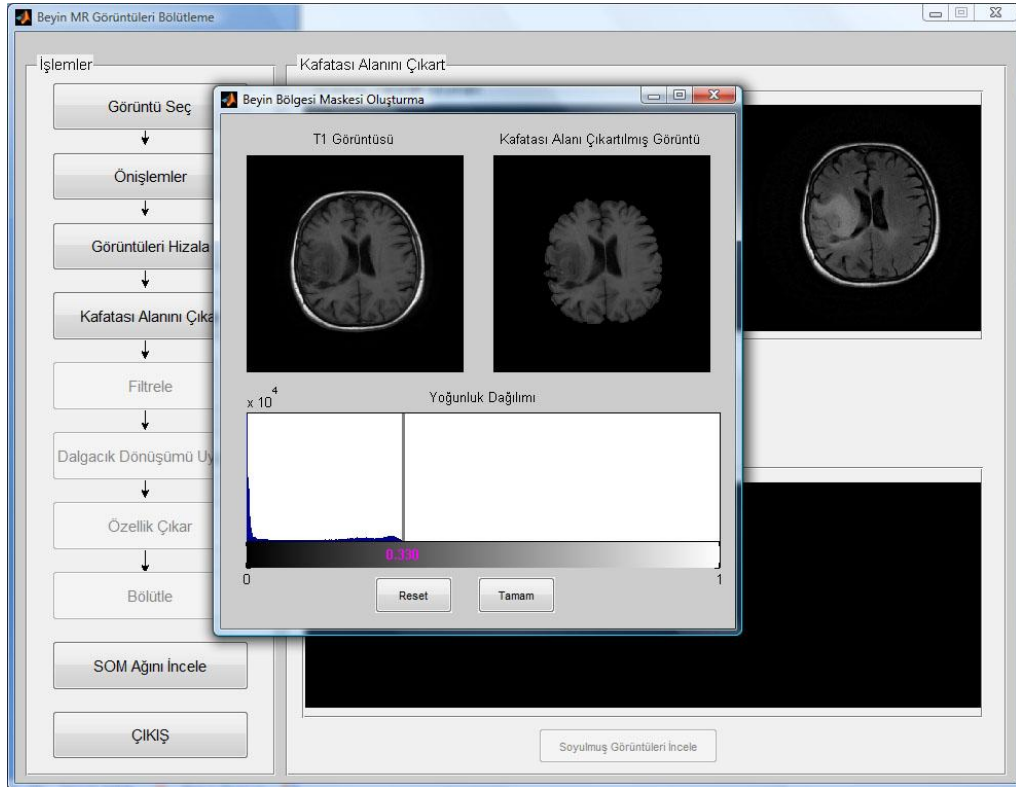 Beyin MR Görüntüleri Bölütleme
İşlemler
Görüntü Seç
Önişlemler
Görüntüleri Hizala
Kafatası Alanını Çıka
Filtrele
Dalgacık Dönüşümü Uy
Özellik Çıkar
Bölütle
SOM Ağını İncele
ÇIKIŞ
Kafatası Alanını Çıkart
Beyin Bölgesi Maskesi Oluşturma
T1 Görüntüsü
Kafatası Alanı Çıkartılmış Görüntü
x 10^4
Yoğunluk Dağılımı
0.330
0
1
Reset
Tamam
Soyulmuş Görüntüleri İncele